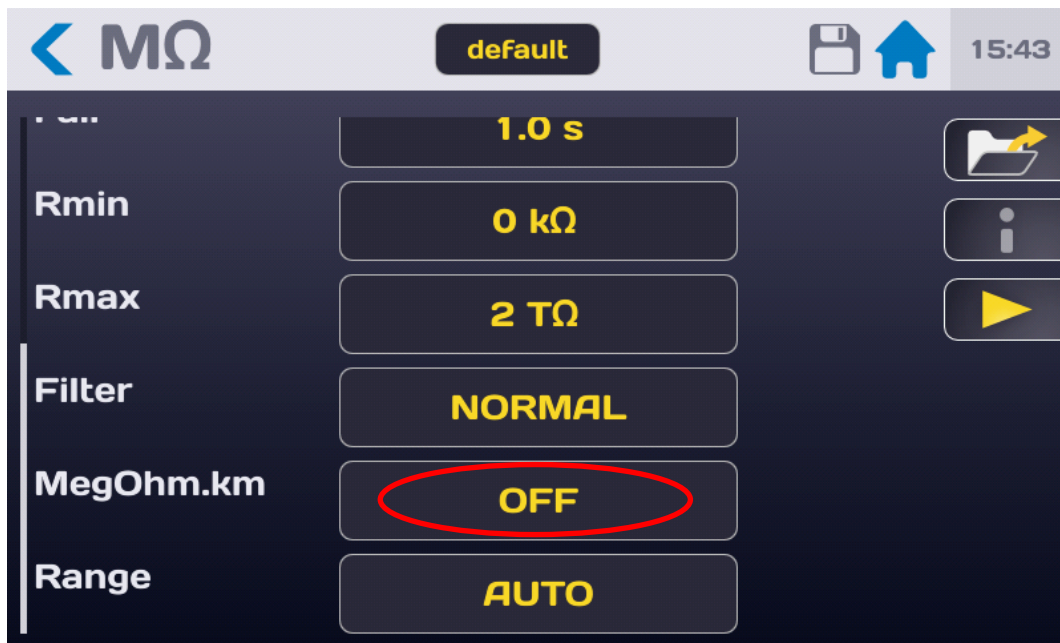 MΩ
default
15:43
1.0 s
Rmin
0 kΩ
Rmax
2 TΩ
Filter
NORMAL
MegOhm.km
OFF
Range
AUTO